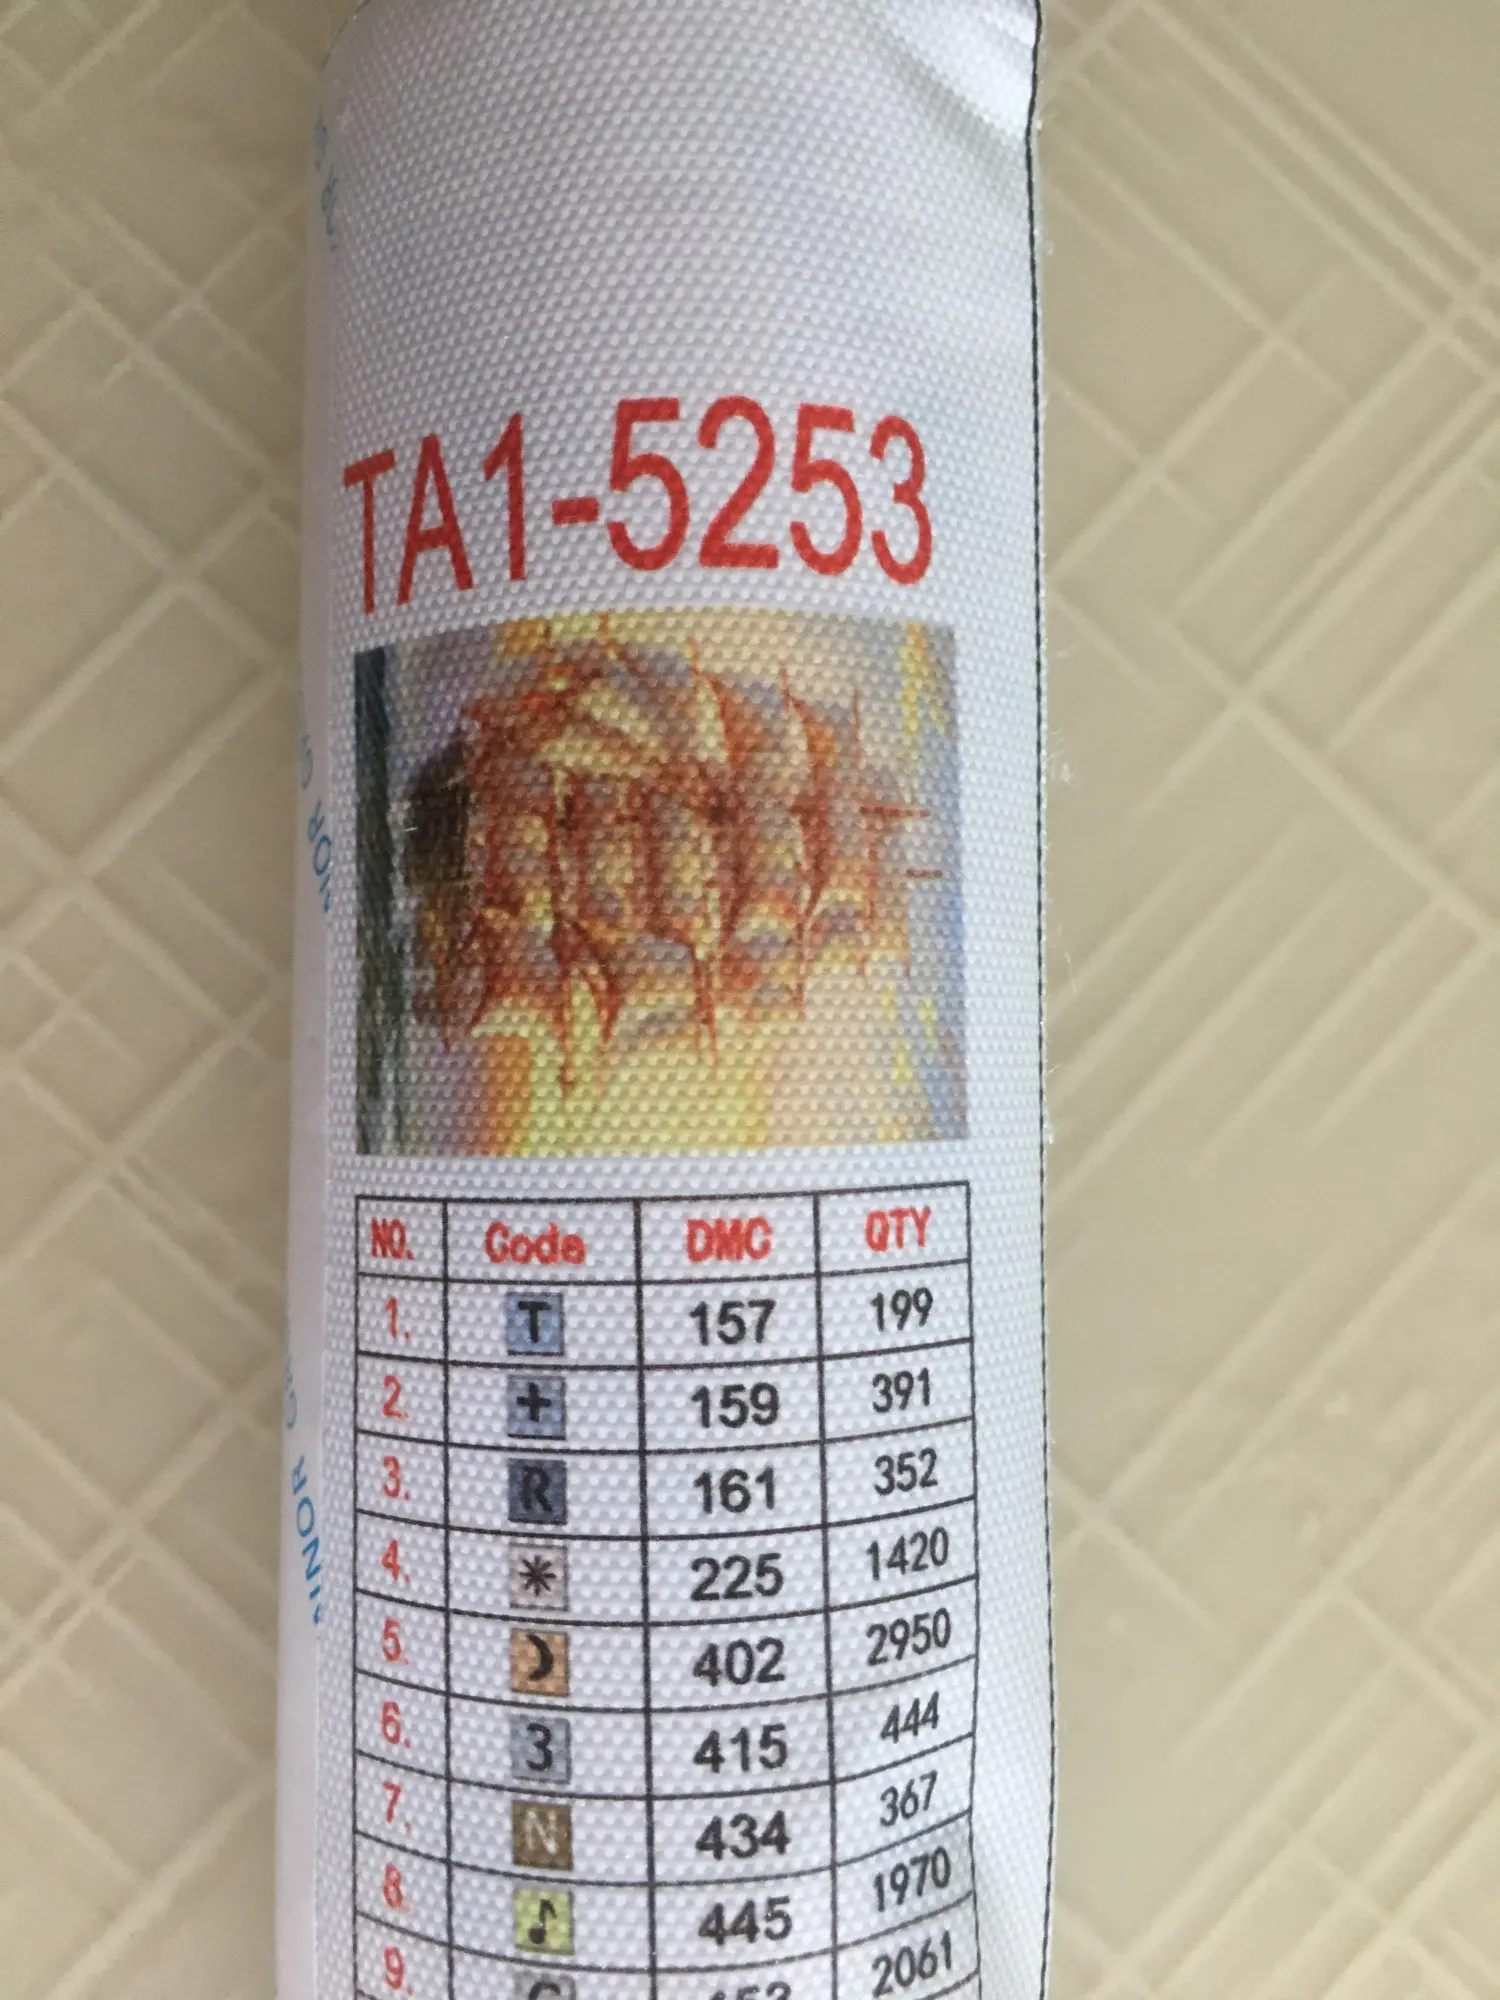 TA1-5253
NO. Code DMC QTY
1. T 157 199
2. + 159 391
3. R 161 352
4. ✳ 225 1420
5. ☽ 402 2950
6. 3 415 444
7. N 434 367
8. ♪ 445 1970
9. 2061